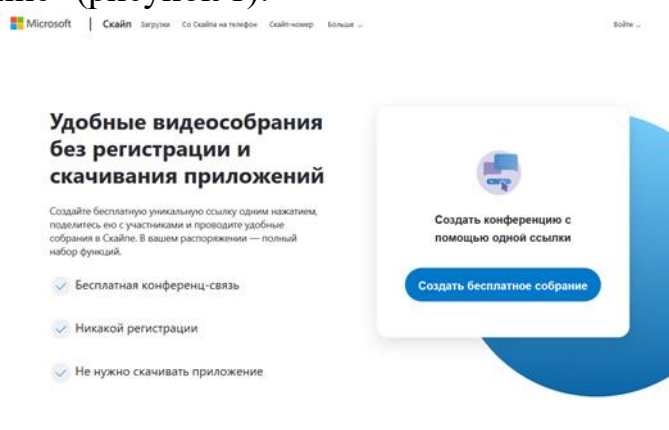 (рисунок 1).
Microsoft | Скайп Загрузки Со Скайпа на телефон Скайп-номер Больше Войти
Удобные видеособрания
без регистрации и
скачивания приложений
Создайте бесплатную уникальную ссылку одним нажатием,
поделитесь ею с участниками и проводите удобные
собрания в Скайпе. В вашем распоряжении — полный
набор функций.
Бесплатная конференц-связь
Никакой регистрации
Не нужно скачивать приложение
Создать конференцию с
помощью одной ссылки
Создать бесплатное собрание